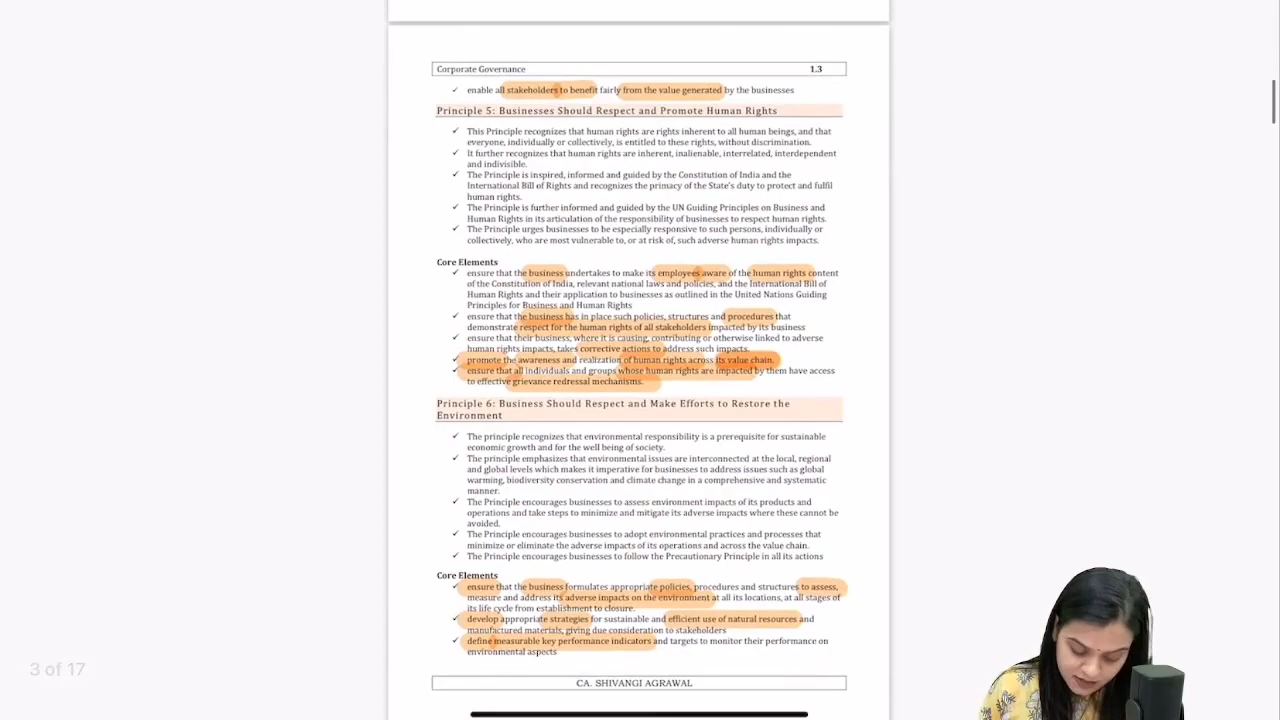 Corporate Governance 1.3
✓ enable all stakeholders to benefit fairly from the value generated by the businesses
Principle 5: Businesses Should Respect and Promote Human Rights
✓ This Principle recognizes that human rights are rights inherent to all human beings, and that
everyone, individually or collectively, is entitled to these rights, without discrimination.
✓ It further recognizes that human rights are inherent, inalienable, interrelated, interdependent
and indivisible.
✓ The Principle is inspired, informed and guided by the Constitution of India and the
International Bill of Rights and recognizes the primacy of the State's duty to protect and fulfil
human rights.
✓ The Principle is further informed and guided by the UN Guiding Principles on Business and
Human Rights in its articulation of the responsibility of businesses to respect human rights.
✓ The Principle urges businesses to be especially responsive to such persons, individually or
collectively, who are most vulnerable to, or at risk of, such adverse human rights impacts.
Core Elements
✓ ensure that the business undertakes to make its employees aware of the human rights content
of the Constitution of India, relevant national laws and policies, and the International Bill of
Human Rights and their application to businesses as outlined in the United Nations Guiding
Principles for Business and Human Rights
✓ ensure that the business has in place such policies, structures and procedures that
demonstrate respect for the human rights of all stakeholders impacted by its business
✓ ensure that their business, where it is causing, contributing or otherwise linked to adverse
human rights impacts, takes corrective actions to address such impacts.
✓ promote the awareness and realization of human rights across its value chain.
✓ ensure that all individuals and groups whose human rights are impacted by them have access
to effective grievance redressal mechanisms.
Principle 6: Business Should Respect and Make Efforts to Restore the
Environment
✓ The principle recognizes that environmental responsibility is a prerequisite for sustainable
economic growth and for the well being of society.
✓ The principle emphasizes that environmental issues are interconnected at the local, regional
and global levels which makes it imperative for businesses to address issues such as global
warming, biodiversity conservation and climate change in a comprehensive and systematic
manner.
✓ The Principle encourages businesses to assess environment impacts of its products and
operations and take steps to minimize and mitigate its adverse impacts where these cannot be
avoided.
✓ The Principle encourages businesses to adopt environmental practices and processes that
minimize or eliminate the adverse impacts of its operations and across the value chain.
✓ The Principle encourages businesses to follow the Precautionary Principle in all its actions
Core Elements
✓ ensure that the business formulates appropriate policies, procedures and structures to assess,
measure and address its adverse impacts on the environment at all its locations, at all stages of
its life cycle from establishment to closure.
✓ develop appropriate strategies for sustainable and efficient use of natural resources and
manufactured materials, giving due consideration to stakeholders
✓ define measurable key performance indicators and targets to monitor their performance on
environmental aspects
3 of 17
CA. SHIVANGI AGRAWAL